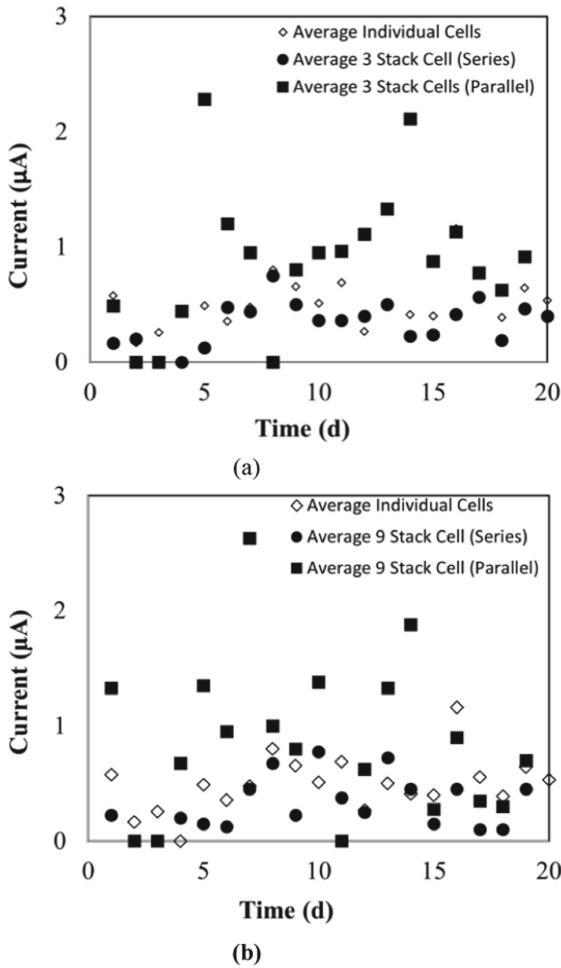 3
Average Individual Cells
Average 3 Stack Cell (Series)
Average 3 Stack Cells (Parallel)
2
Current (µA)
1
0
0 5 10 15 20
Time (d)
(a)
3
Average Individual Cells
Average 9 Stack Cell (Series)
Average 9 Stack Cell (Parallel)
2
Current (µA)
1
0
0 5 10 15 20
Time (d)
(b)